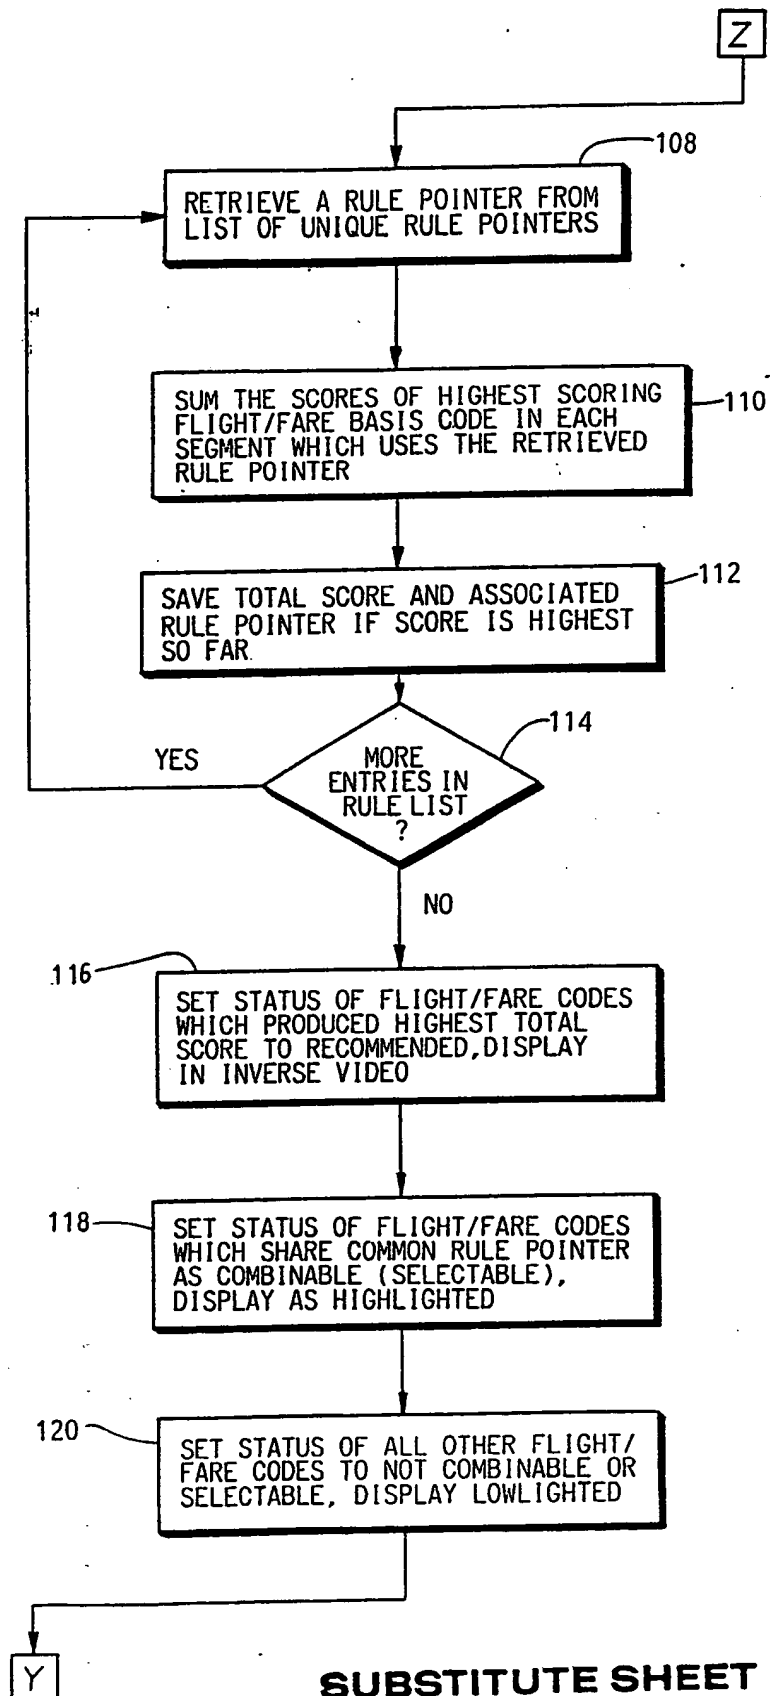 Z
108
RETRIEVE A RULE POINTER FROM
LIST OF UNIQUE RULE POINTERS
110
SUM THE SCORES OF HIGHEST SCORING
FLIGHT/FARE BASIS CODE IN EACH
SEGMENT WHICH USES THE RETRIEVED
RULE POINTER
112
SAVE TOTAL SCORE AND ASSOCIATED
RULE POINTER IF SCORE IS HIGHEST
SO FAR.
114
YES
MORE
ENTRIES IN
RULE LIST
?
NO
116
SET STATUS OF FLIGHT/FARE CODES
WHICH PRODUCED HIGHEST TOTAL
SCORE TO RECOMMENDED, DISPLAY
IN INVERSE VIDEO
118
SET STATUS OF FLIGHT/FARE CODES
WHICH SHARE COMMON RULE POINTER
AS COMBINABLE (SELECTABLE),
DISPLAY AS HIGHLIGHTED
120
SET STATUS OF ALL OTHER FLIGHT/
FARE CODES TO NOT COMBINABLE OR
SELECTABLE, DISPLAY LOWLIGHTED
Y
SUBSTITUTE SHEET